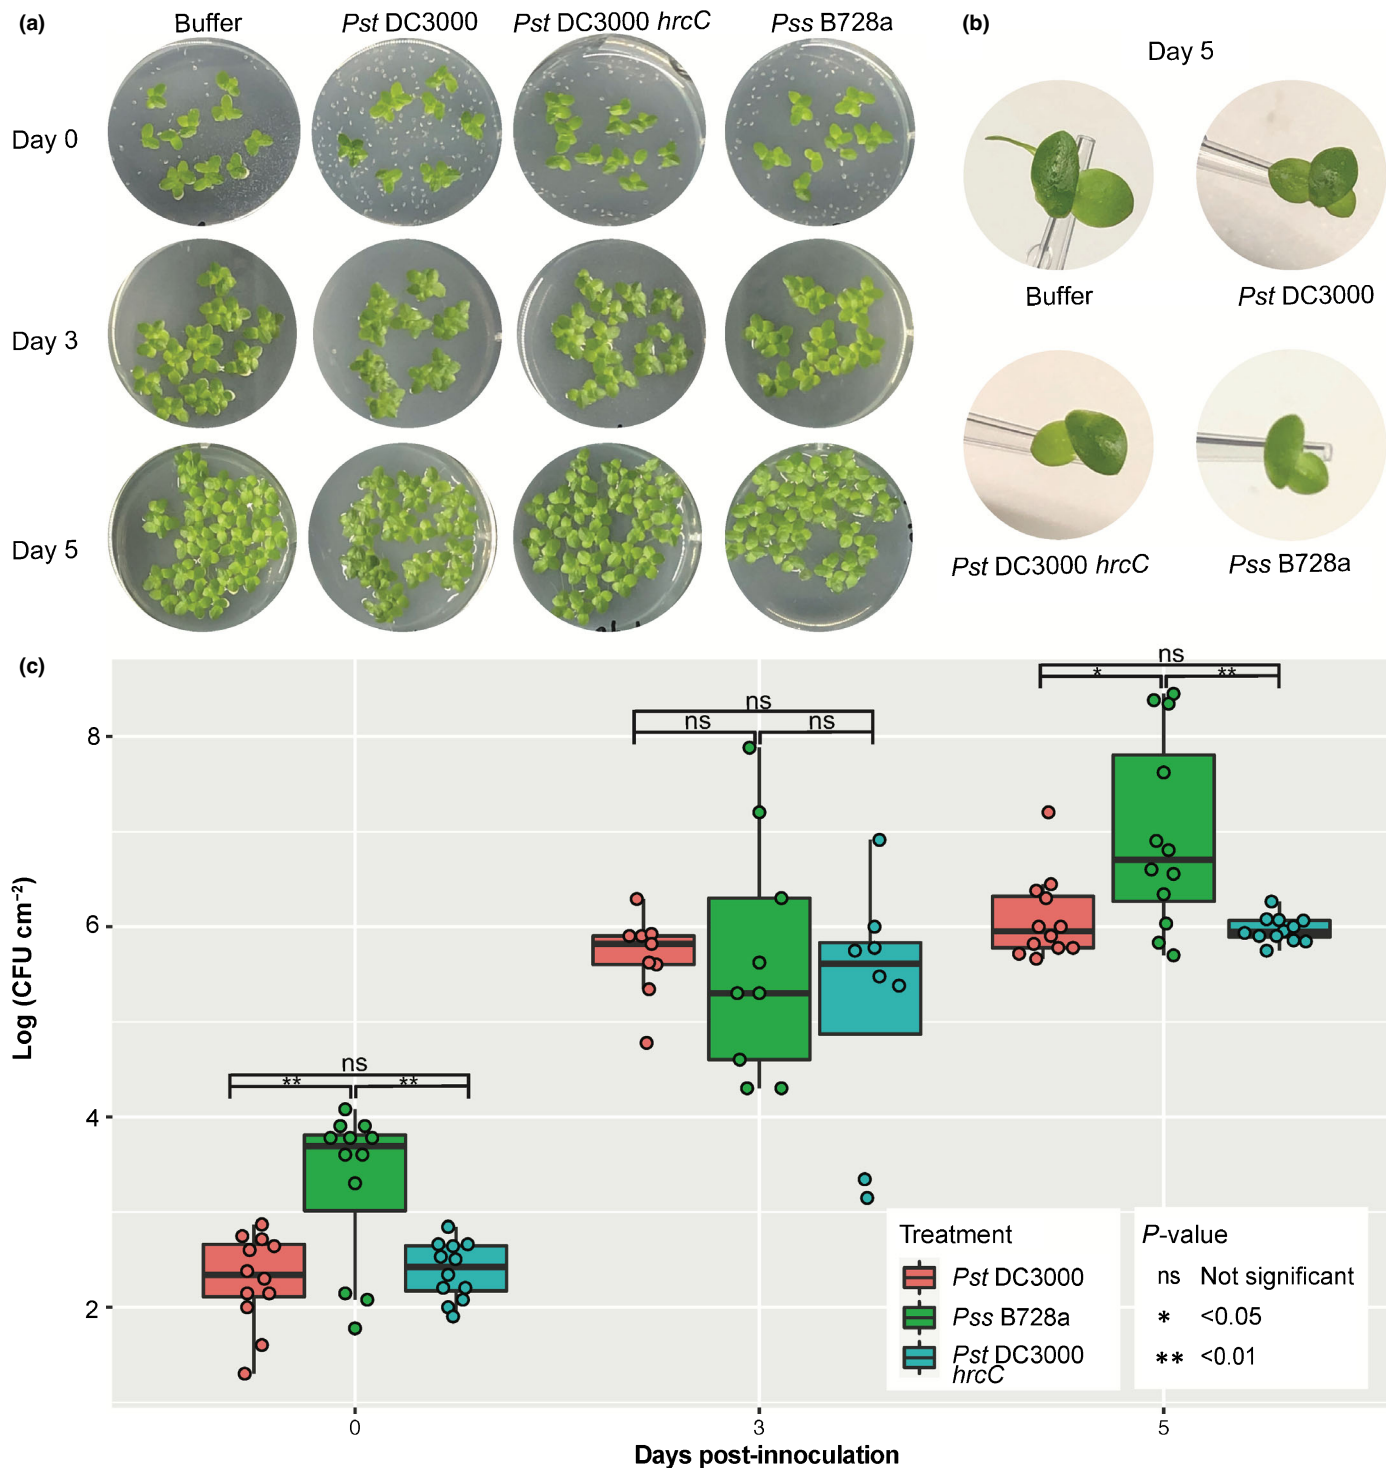 (a)
Buffer
Pst DC3000
Pst DC3000 hrcC
Pss B728a
Day 0
Day 3
Day 5
(b)
Day 5
Buffer
Pst DC3000
Pst DC3000 hrcC
Pss B728a
(c)
ns
** **
ns
ns ns
ns
* **
Log (CFU cm⁻²)
8
6
4
2
0 3 5
Days post-innoculation
Treatment
Pst DC3000
Pss B728a
Pst DC3000
hrcC
P-value
ns Not significant
* <0.05
** <0.01